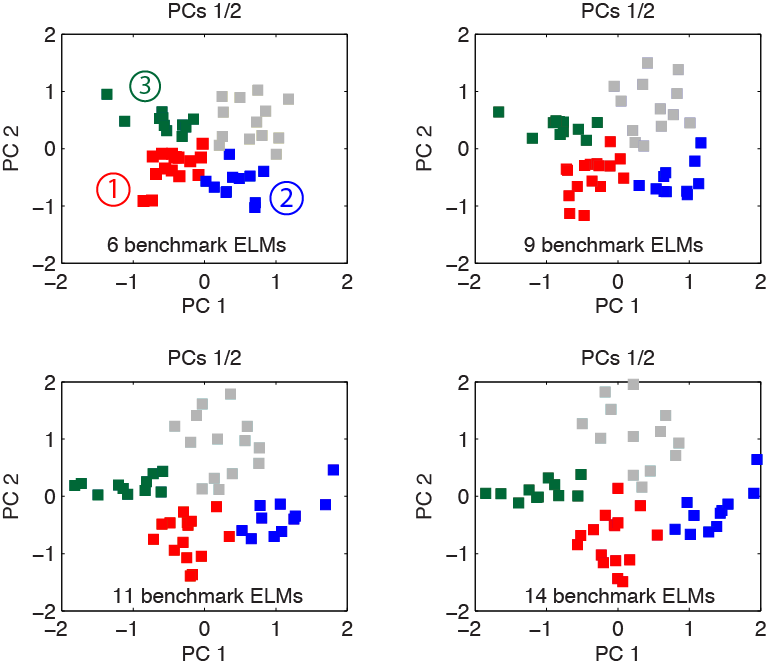 PCs 1/2
2
1
0
−1
−2
PC 2
3
1
2
6 benchmark ELMs
−2 −1 0 1 2
PC 1
PCs 1/2
2
1
0
−1
−2
PC 2
9 benchmark ELMs
−2 −1 0 1 2
PC 1
PCs 1/2
2
1
0
−1
−2
PC 2
11 benchmark ELMs
−2 −1 0 1 2
PC 1
PCs 1/2
2
1
0
−1
−2
PC 2
14 benchmark ELMs
−2 −1 0 1 2
PC 1